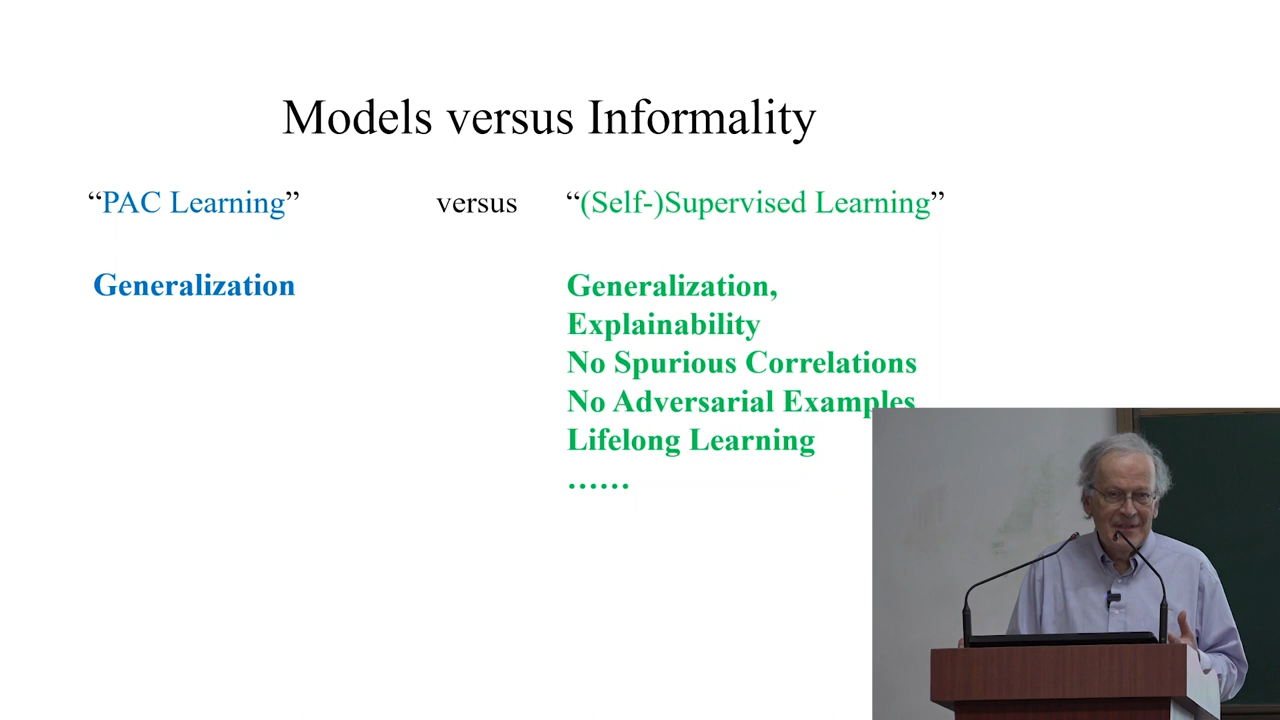 Models versus Informality
“PAC Learning” versus “(Self-)Supervised Learning”
Generalization
Generalization,
Explainability
No Spurious Correlations
No Adversarial Examples
Lifelong Learning
……